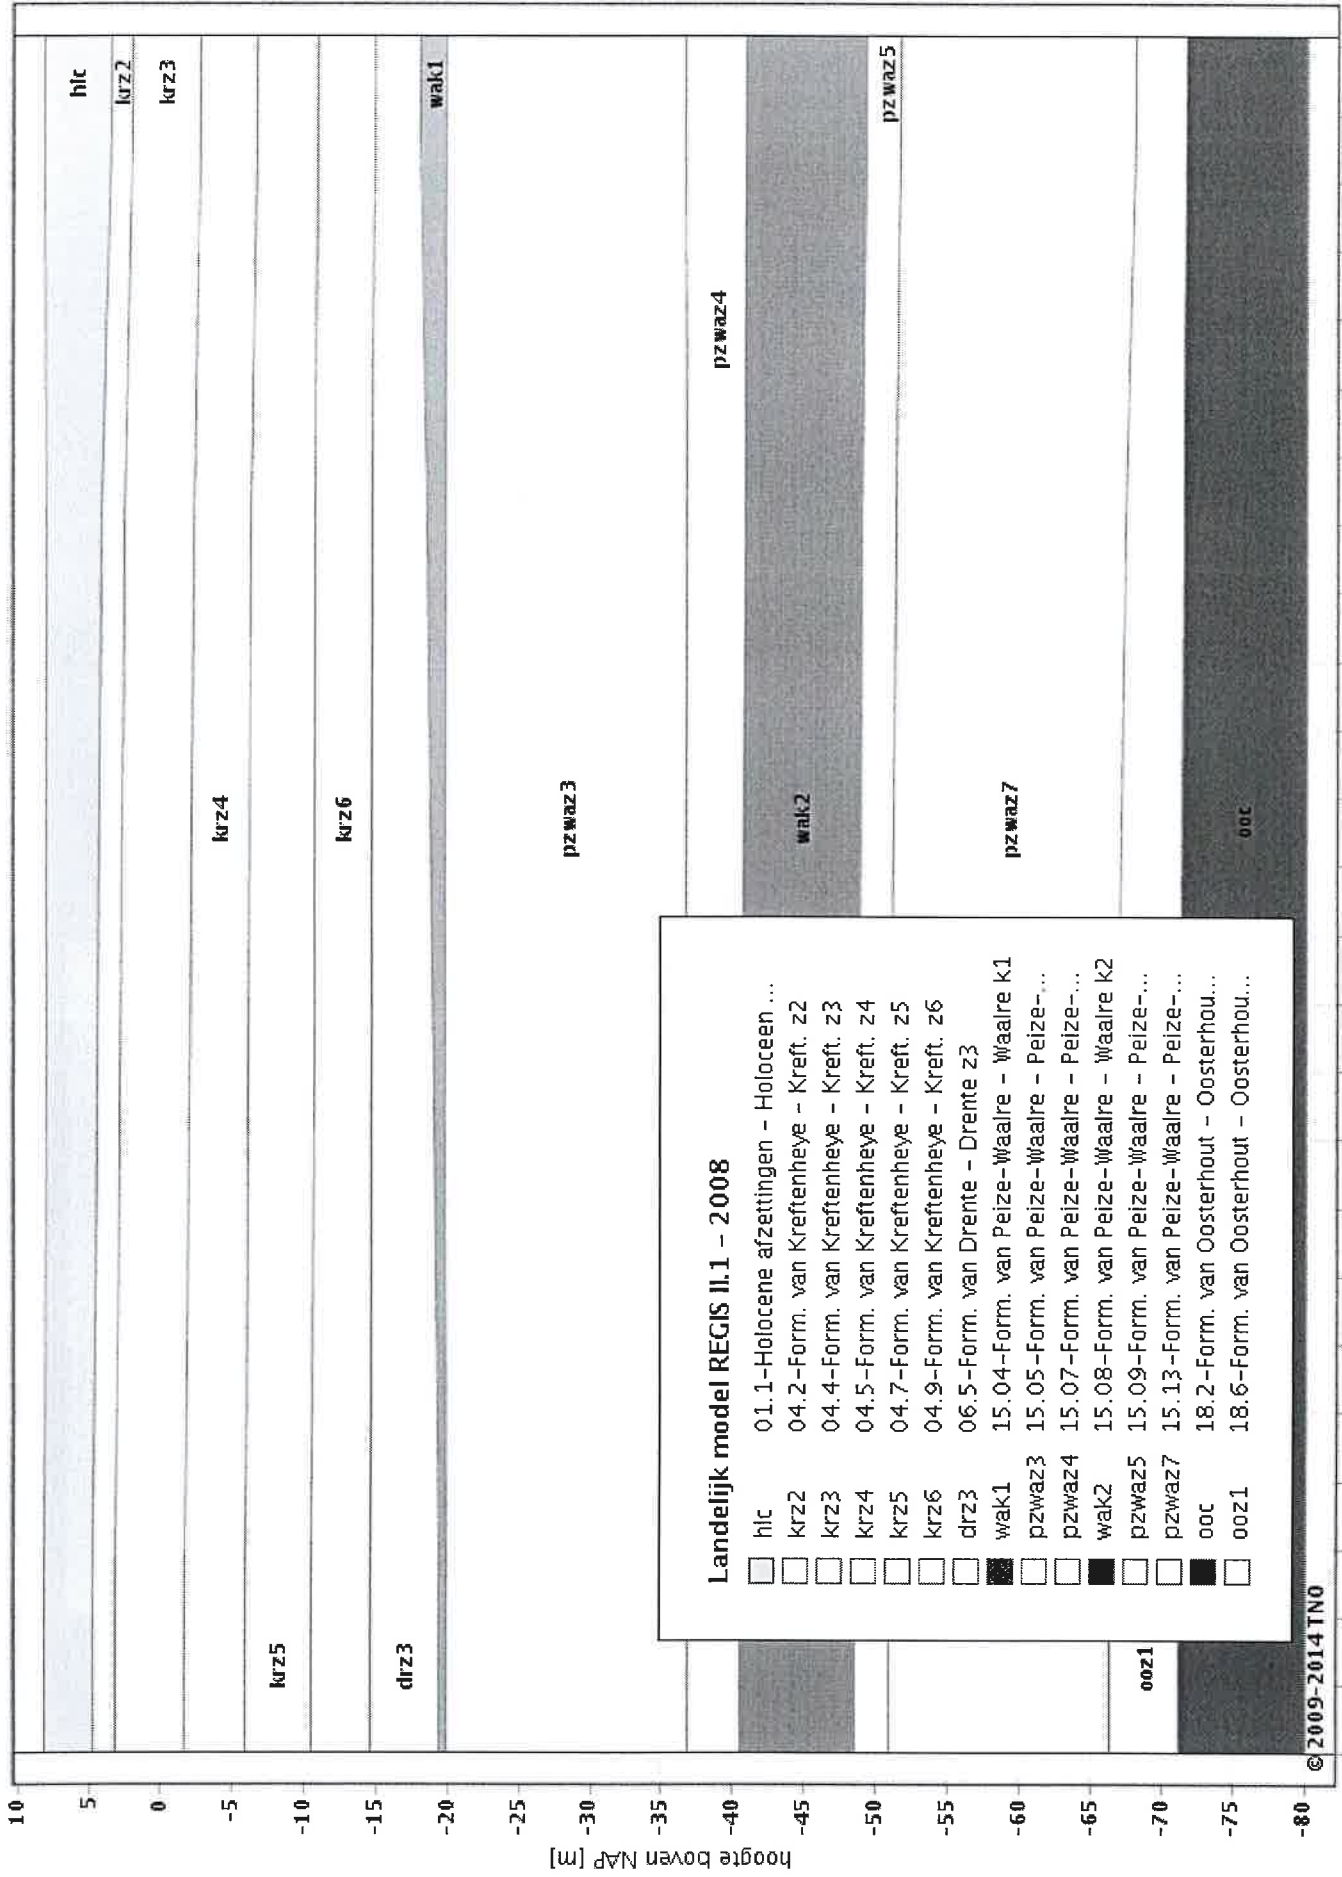 hlc
krz2
krz3
krz4
krz5
krz6
drz3
wak1
pzwaz3
pzwaz4
wak2
pzwaz5
pzwaz7
ooz1
ooc
10
5
0
-5
-10
-15
-20
-25
-30
-35
-40
-45
-50
-55
-60
-65
-70
-75
-80
hoogte boven NAP [m]
Landelijk model REGIS II.1 - 2008
hlc 01.1-Holocene afzettingen - Holoceen ...
krz2 04.2-Form. van Kreftenheye - Kreft. z2
krz3 04.4-Form. van Kreftenheye - Kreft. z3
krz4 04.5-Form. van Kreftenheye - Kreft. z4
krz5 04.7-Form. van Kreftenheye - Kreft. z5
krz6 04.9-Form. van Kreftenheye - Kreft. z6
drz3 06.5-Form. van Drente - Drente z3
wak1 15.04-Form. van Peize-Waalre - Waalre k1
pzwaz3 15.05-Form. van Peize-Waalre - Peize-...
pzwaz4 15.07-Form. van Peize-Waalre - Peize-...
wak2 15.08-Form. van Peize-Waalre - Waalre k2
pzwaz5 15.09-Form. van Peize-Waalre - Peize-...
pzwaz7 15.13-Form. van Peize-Waalre - Peize-...
ooc 18.2-Form. van Oosterhout - Oosterhou...
ooz1 18.6-Form. van Oosterhout - Oosterhou...
©2009-2014 TNO